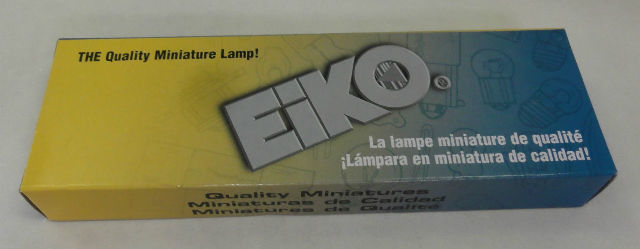 THE Quality Miniature Lamp!
EiKO®
La lampe miniature de qualité
¡Lámpara en miniatura de calidad!
Quality Miniatures
Miniaturas de Calidad
Miniatures de Qualité